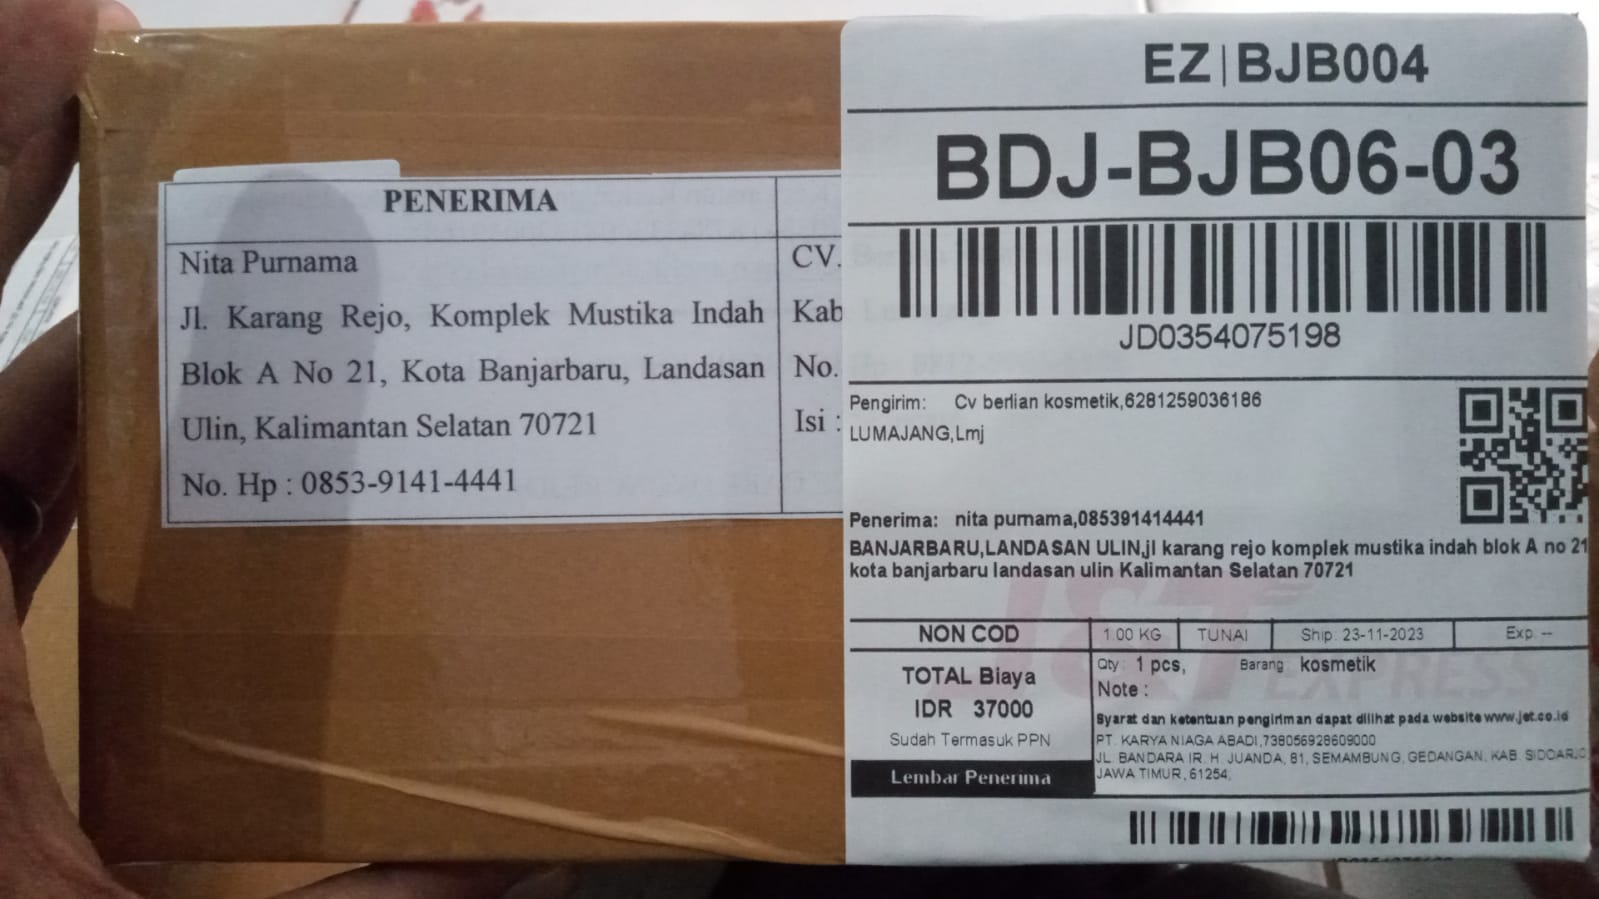 PENERIMA
Nita Purnama
Jl. Karang Rejo, Komplek Mustika Indah
Blok A No 21, Kota Banjarbaru, Landasan
Ulin, Kalimantan Selatan 70721
No. Hp : 0853-9141-4441
CV.
Kab
No.
Isi :
EZ|BJB004
BDJ-BJB06-03
JD0354075198
Pengirim: Cv berlian kosmetik,6281259036186
LUMAJANG,Lmj
Penerima: nita purnama,085391414441
BANJARBARU,LANDASAN ULIN,jl karang rejo komplek mustika indah blok A no 21
kota banjarbaru landasan ulin Kalimantan Selatan 70721
NON COD 1.00 KG TUNAI Ship: 23-11-2023 Exp: --
TOTAL Biaya
IDR 37000
Sudah Termasuk PPN
Lembar Penerima
Qty : 1 pcs, Barang : kosmetik
Note :
Syarat dan ketentuan pengiriman dapat dilihat pada website www.jet.co.id
PT. KARYA NIAGA ABADI,738056928609000
JL. BANDARA IR. H. JUANDA, 81, SEMAMBUNG, GEDANGAN, KAB. SIDOARJO,
JAWA TIMUR, 61254,
J&T EXPRESS